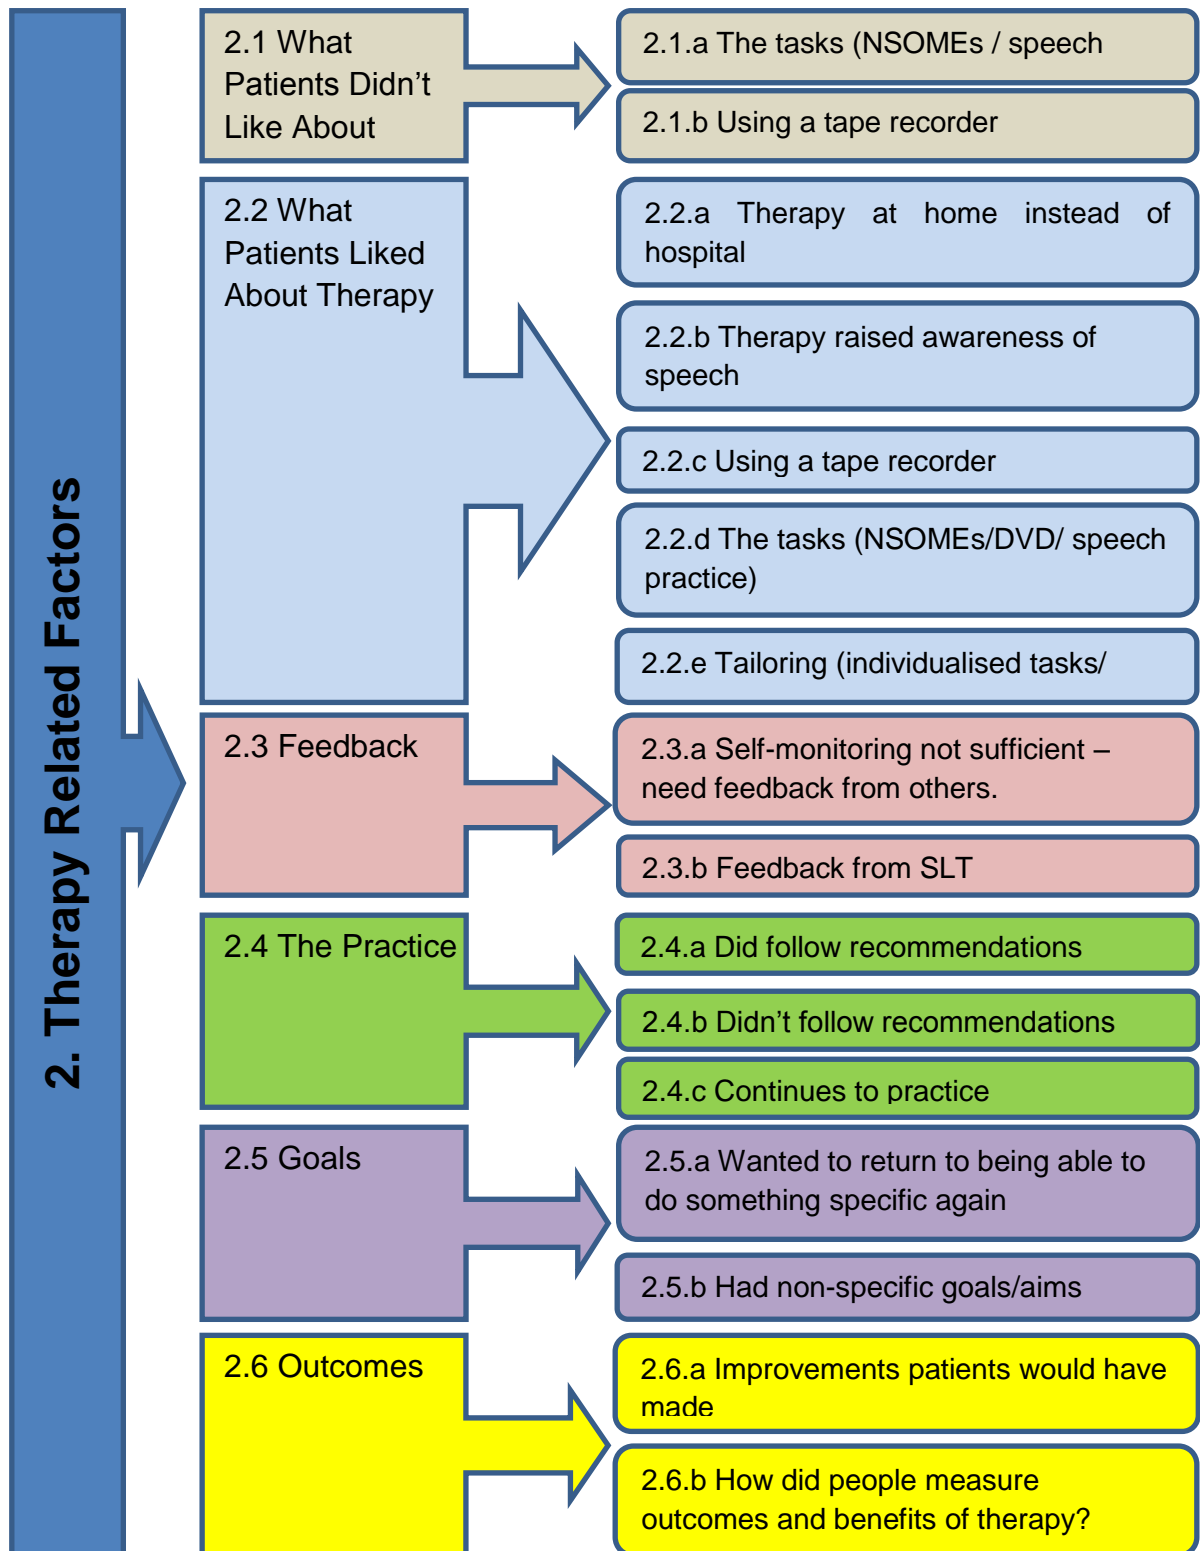 2. Therapy Related Factors
2.1 What
Patients Didn’t
Like About
2.1.a The tasks (NSOMEs / speech
2.1.b Using a tape recorder
2.2 What
Patients Liked
About Therapy
2.2.a Therapy at home instead of
hospital
2.2.b Therapy raised awareness of
speech
2.2.c Using a tape recorder
2.2.d The tasks (NSOMEs/DVD/ speech
practice)
2.2.e Tailoring (individualised tasks/
2.3 Feedback
2.3.a Self-monitoring not sufficient –
need feedback from others.
2.3.b Feedback from SLT
2.4 The Practice
2.4.a Did follow recommendations
2.4.b Didn’t follow recommendations
2.4.c Continues to practice
2.5 Goals
2.5.a Wanted to return to being able to
do something specific again
2.5.b Had non-specific goals/aims
2.6 Outcomes
2.6.a Improvements patients would have
made
2.6.b How did people measure
outcomes and benefits of therapy?